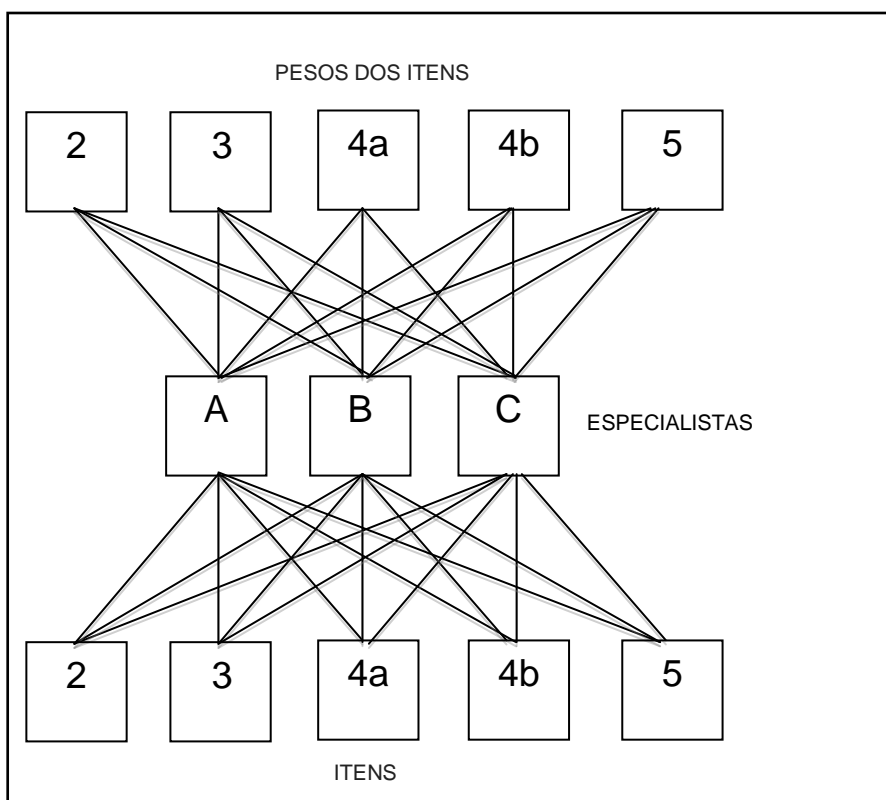 PESOS DOS ITENS
2 3 4a 4b 5
A B C
ESPECIALISTAS
2 3 4a 4b 5
ITENS